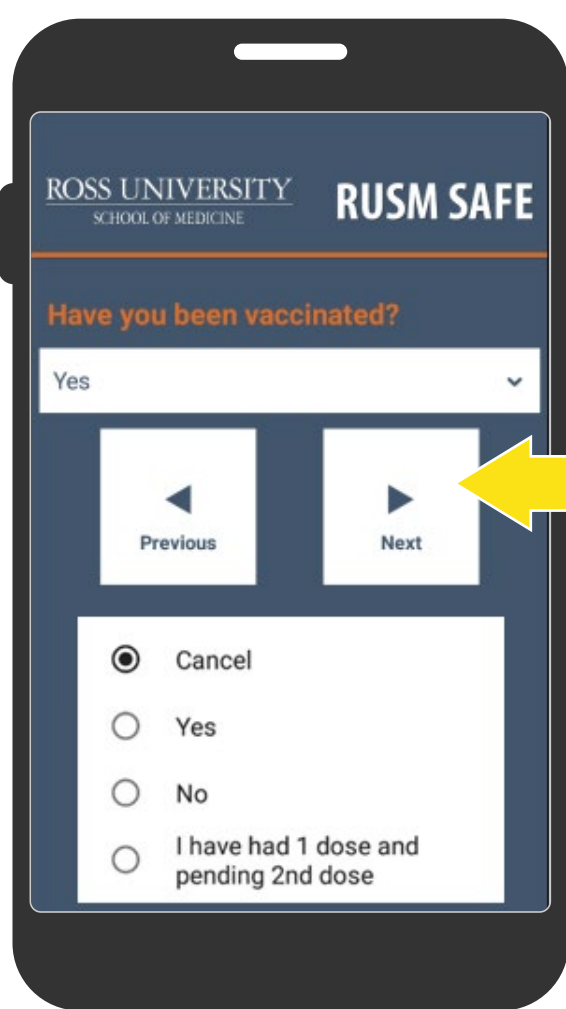 ROSS UNIVERSITY
SCHOOL OF MEDICINE
RUSM SAFE
Have you been vaccinated?
Yes
Previous
Next
Cancel
Yes
No
I have had 1 dose and
pending 2nd dose